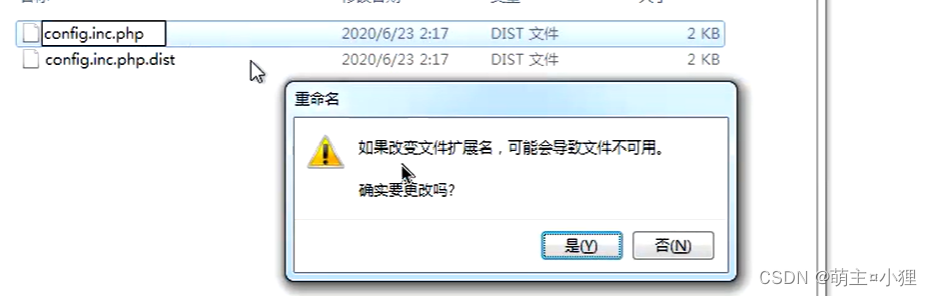 config.inc.php 2020/6/23 2:17 DIST 文件 2 KB
config.inc.php.dist 2020/6/23 2:17 DIST 文件 2 KB
重命名
如果改变文件扩展名，可能会导致文件不可用。
确实要更改吗?
是(Y) 否(N)
CSDN @萌主¤小狸